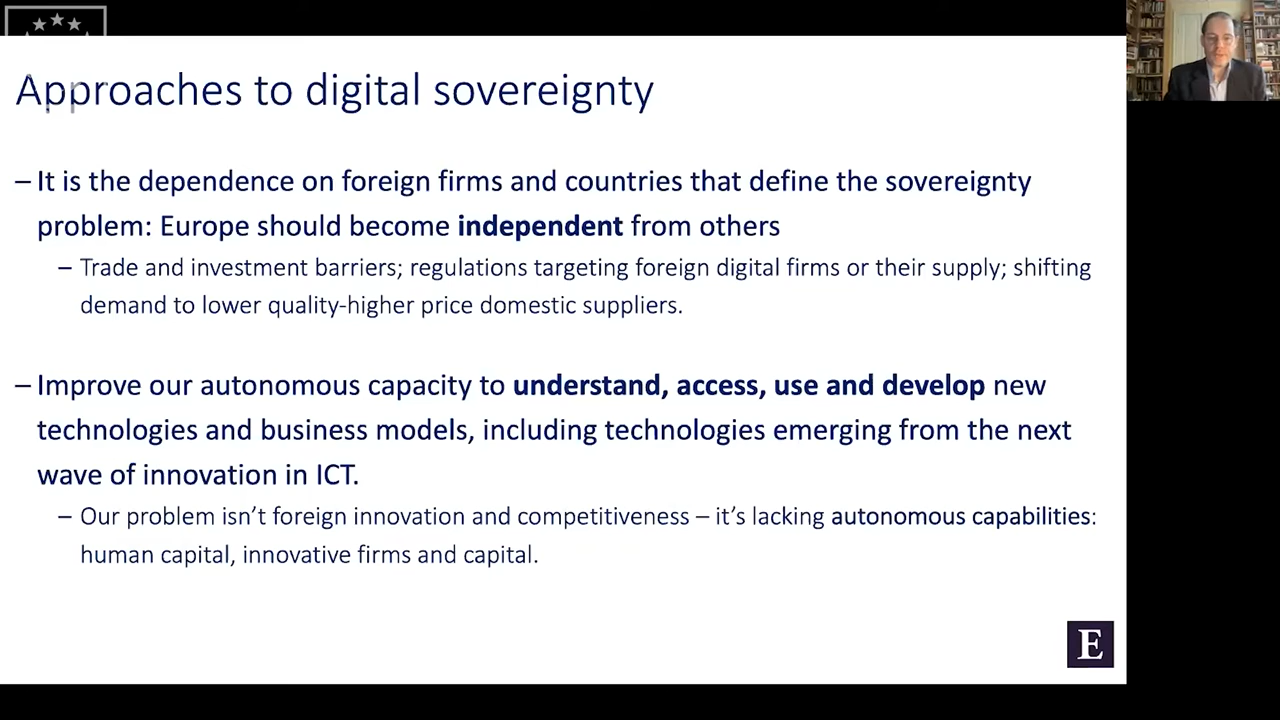 Approaches to digital sovereignty
– It is the dependence on foreign firms and countries that define the sovereignty
problem: Europe should become independent from others
– Trade and investment barriers; regulations targeting foreign digital firms or their supply; shifting
demand to lower quality-higher price domestic suppliers.
– Improve our autonomous capacity to understand, access, use and develop new
technologies and business models, including technologies emerging from the next
wave of innovation in ICT.
– Our problem isn’t foreign innovation and competitiveness – it’s lacking autonomous capabilities:
human capital, innovative firms and capital.
E